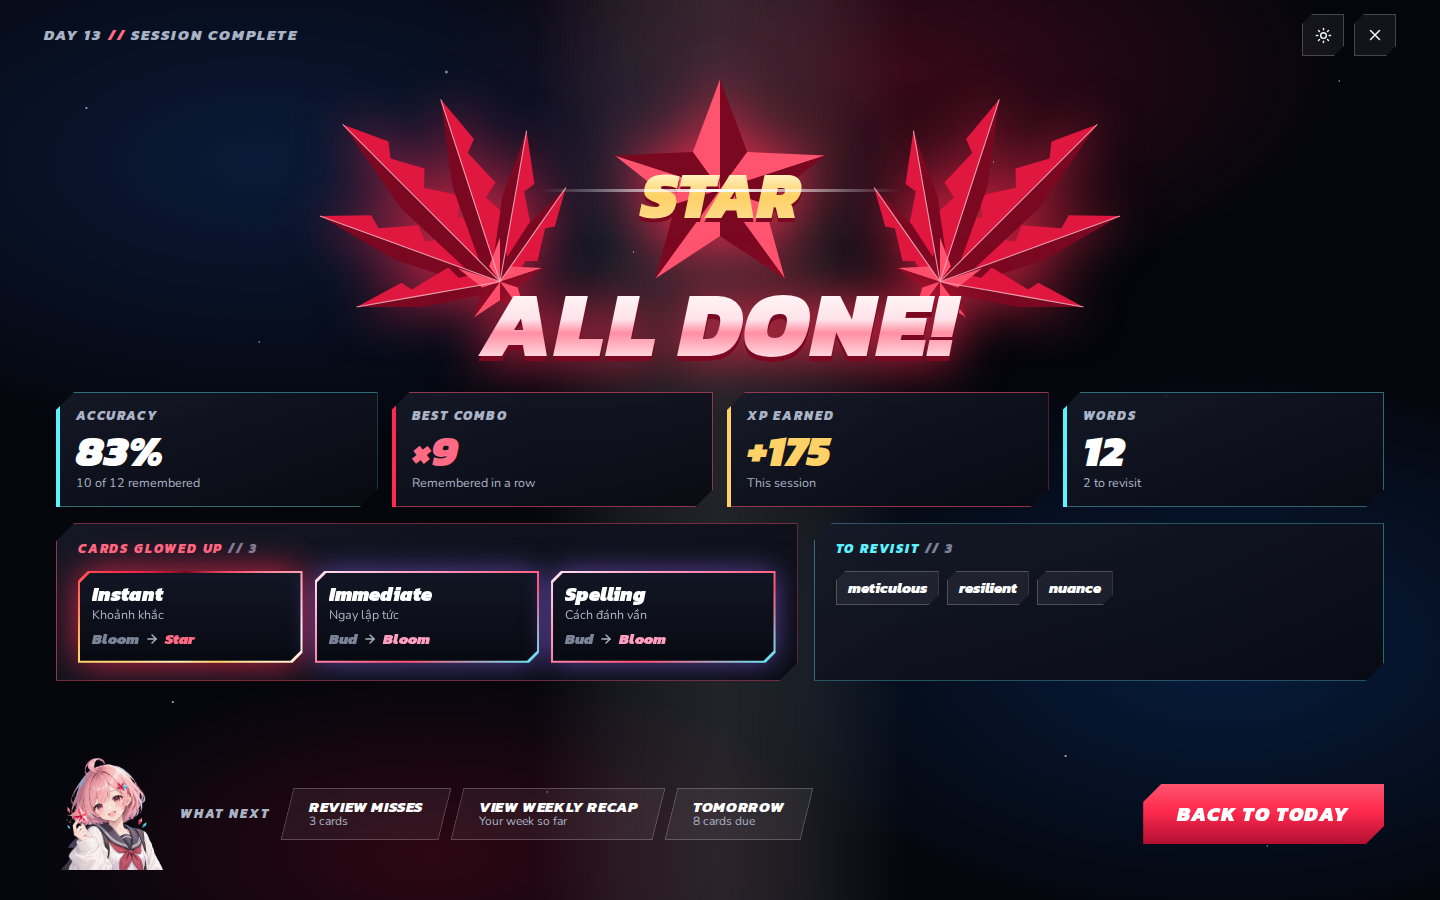 DAY 13 // SESSION COMPLETE
STAR
ALL DONE!
ACCURACY
83%
10 of 12 remembered
BEST COMBO
×9
Remembered in a row
XP EARNED
+175
This session
WORDS
12
2 to revisit
CARDS GLOWED UP // 3
Instant
Khoảnh khắc
Bloom → Star
Immediate
Ngay lập tức
Bud → Bloom
Spelling
Cách đánh vần
Bud → Bloom
TO REVISIT // 3
meticulous
resilient
nuance
WHAT NEXT
REVIEW MISSES
3 cards
VIEW WEEKLY RECAP
Your week so far
TOMORROW
8 cards due
BACK TO TODAY